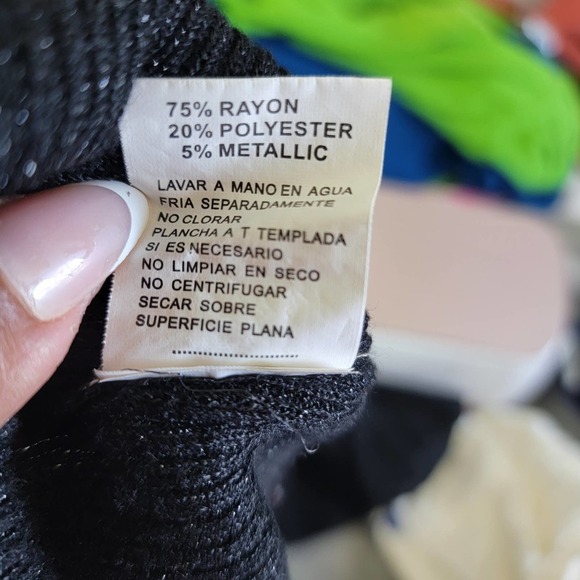 75% RAYON
20% POLYESTER
5% METALLIC
LAVAR A MANO EN AGUA
FRIA SEPARADAMENTE
NO CLORAR
PLANCHA A T TEMPLADA
SI ES NECESARIO
NO LIMPIAR EN SECO
NO CENTRIFUGAR
SECAR SOBRE
SUPERFICIE PLANA